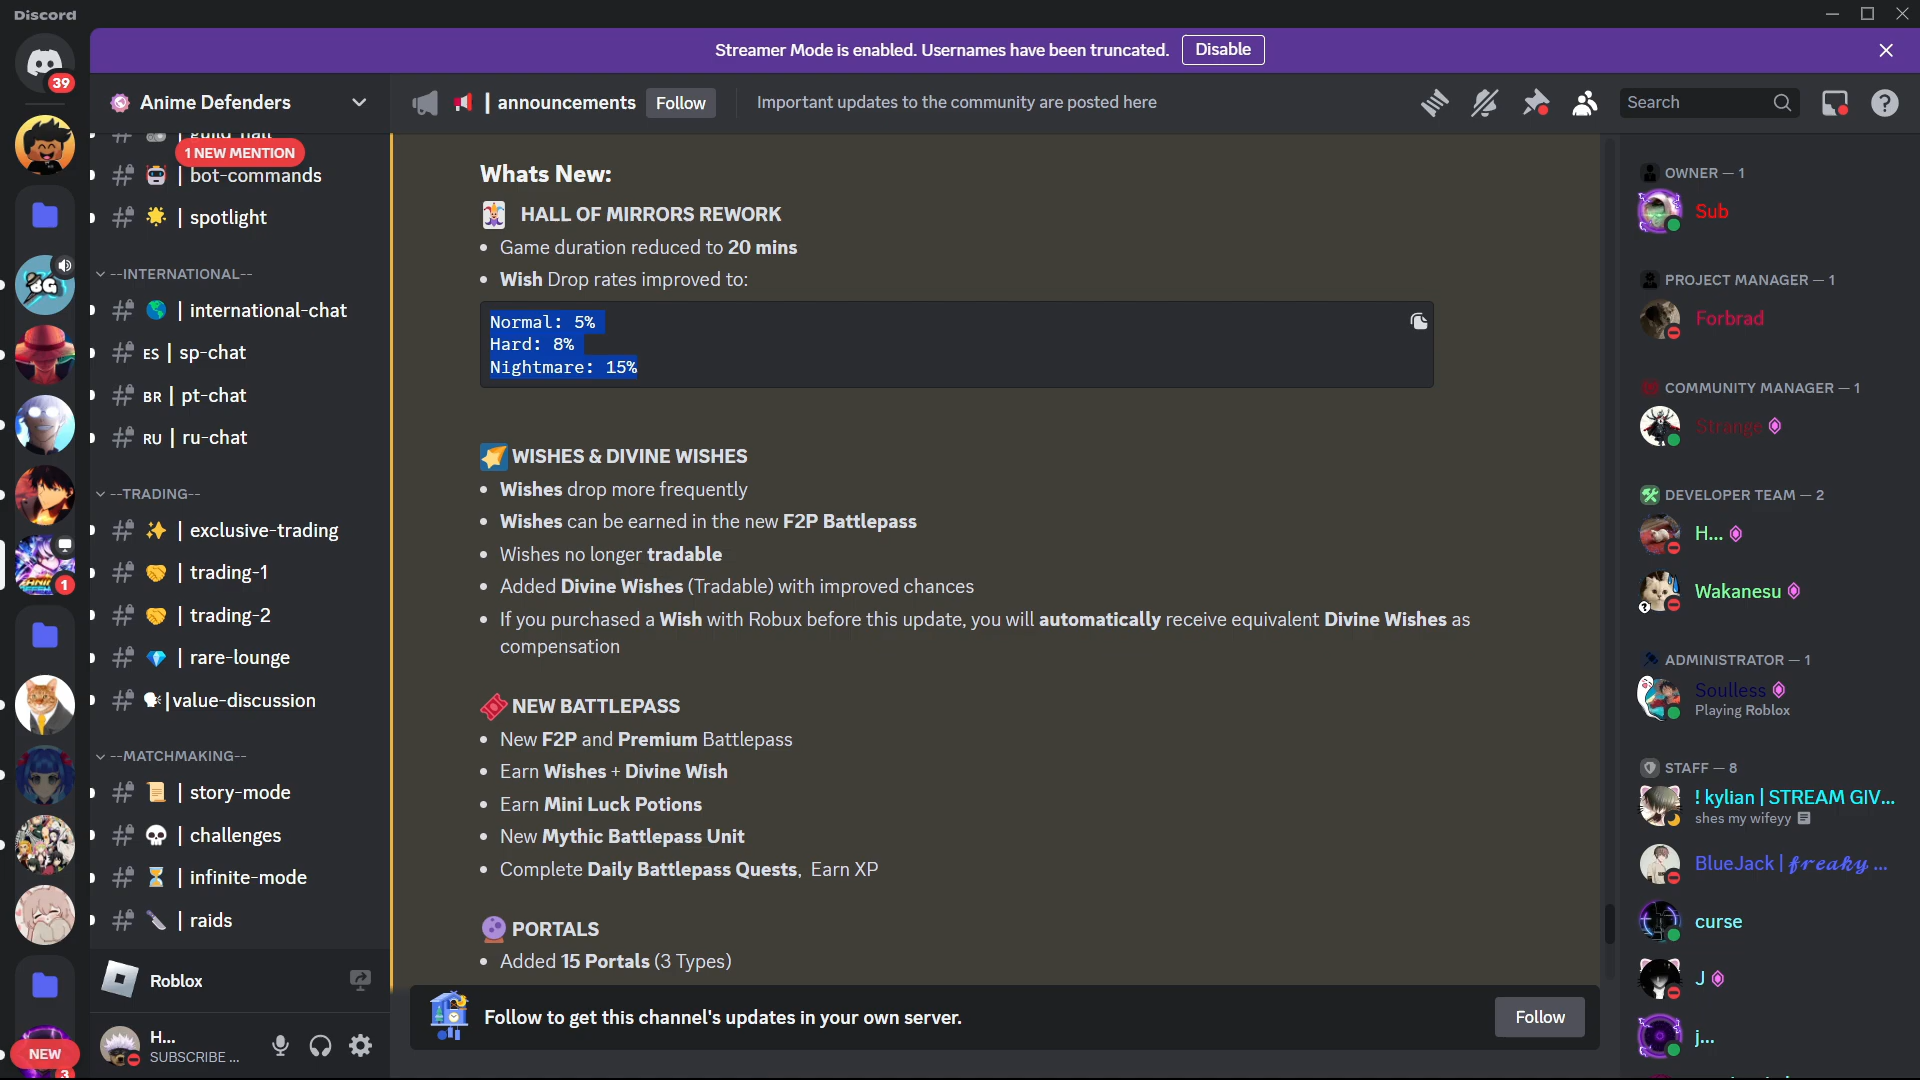 Discord
Streamer Mode is enabled. Usernames have been truncated. Disable
39
Anime Defenders
| announcements Follow Important updates to the community are posted here
Search
1 NEW MENTION
| bot-commands
| spotlight
--INTERNATIONAL--
| international-chat
ES | sp-chat
BR | pt-chat
RU | ru-chat
--TRADING--
| exclusive-trading
| trading-1
| trading-2
| rare-lounge
|value-discussion
--MATCHMAKING--
| story-mode
| challenges
| infinite-mode
| raids
Roblox
H...
SUBSCRIBE ...
1
NEW
3
Whats New:
HALL OF MIRRORS REWORK
• Game duration reduced to 20 mins
• Wish Drop rates improved to:
Normal: 5%
Hard: 8%
Nightmare: 15%
WISHES & DIVINE WISHES
• Wishes drop more frequently
• Wishes can be earned in the new F2P Battlepass
• Wishes no longer tradable
• Added Divine Wishes (Tradable) with improved chances
• If you purchased a Wish with Robux before this update, you will automatically receive equivalent Divine Wishes as
compensation
NEW BATTLEPASS
• New F2P and Premium Battlepass
• Earn Wishes + Divine Wish
• Earn Mini Luck Potions
• New Mythic Battlepass Unit
• Complete Daily Battlepass Quests, Earn XP
PORTALS
• Added 15 Portals (3 Types)
Follow to get this channel's updates in your own server.
Follow
OWNER — 1
Sub
PROJECT MANAGER — 1
Forbrad
COMMUNITY MANAGER — 1
Strange
DEVELOPER TEAM — 2
H...
Wakanesu
ADMINISTRATOR — 1
Soulless
Playing Roblox
STAFF — 8
! kylian | STREAM GIV...
shes my wifeyy
BlueJack | 𝓯𝓻𝓮𝓪𝓴𝔂 ...
curse
J
j...